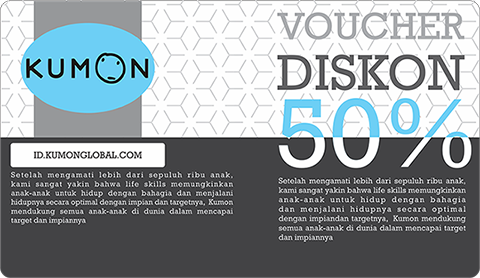 KUMON
VOUCHER
DISKON
50%
ID.KUMONGLOBAL.COM
Setelah mengamati lebih dari sepuluh ribu anak,
kami sangat yakin bahwa life skills memungkinkan
anak-anak untuk hidup dengan bahagia dan menjalani
hidupnya secara optimal dengan impian dan targetnya, Kumon
mendukung semua anak-anak di dunia dalam mencapai
target dan impiannya
Setelah mengamati lebih dari sepuluh ribu anak,
kami sangat yakin bahwa life skills memungkinkan
anak-anak untuk hidup dengan bahagia
dan menjalani hidupnya secara optimal
dengan impiandan targetnya, Kumon mendukung
semua anak-anak di dunia dalam mencapai target
dan impiannya